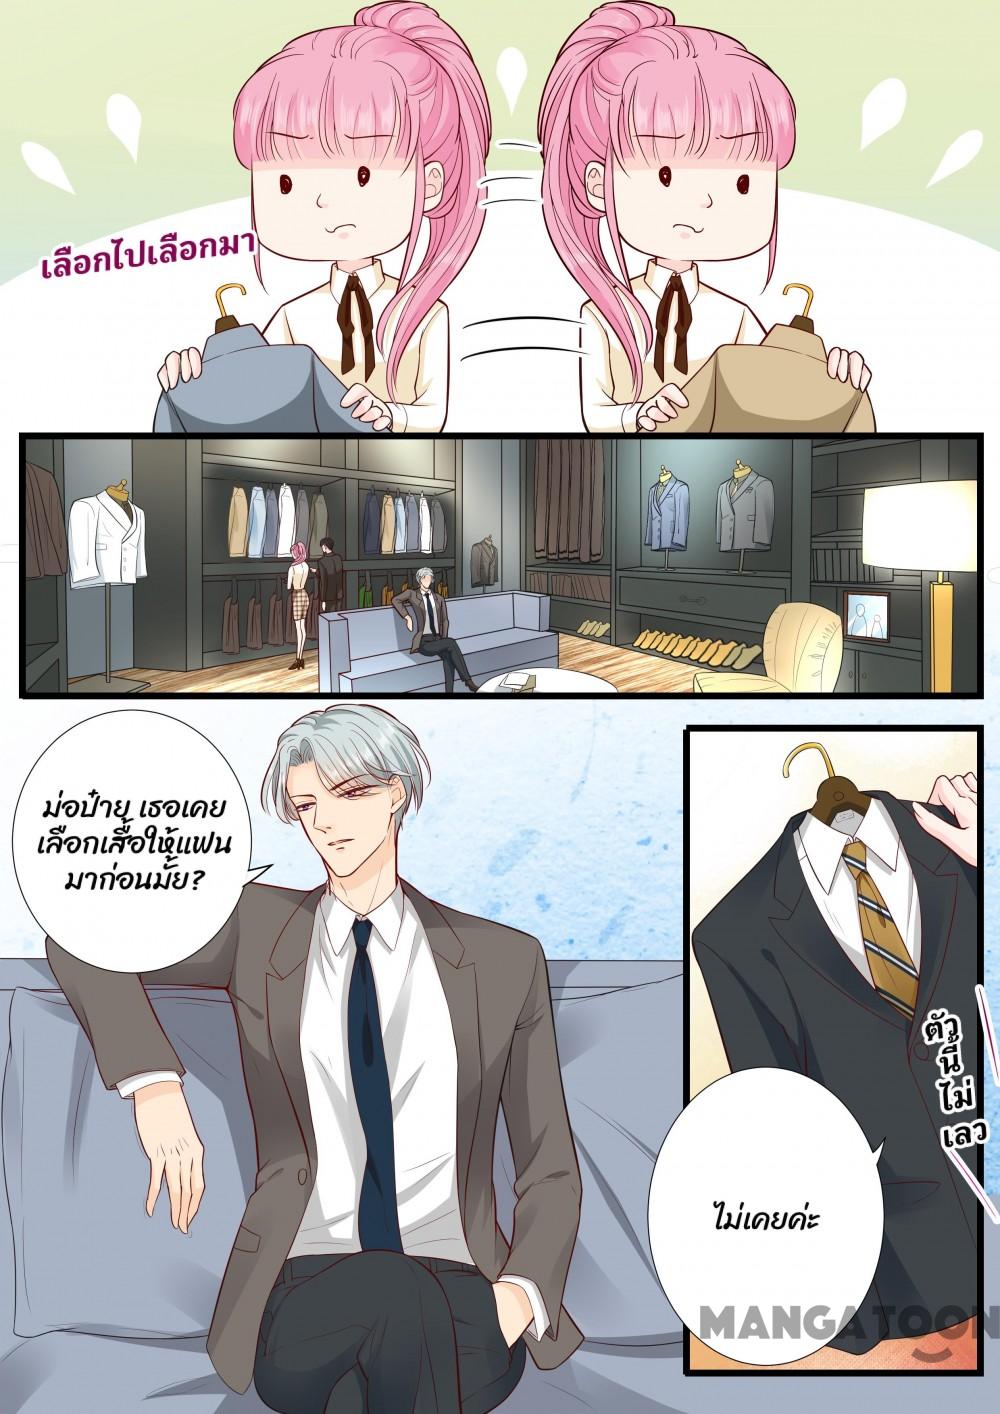 เลือกไปเลือกมา
ม่อป๋าย เธอเคย
เลือกเสื้อให้แฟน
มาก่อนมั้ย?
ตัว
นี้
ไม่
เลว
ไม่เคยค่ะ
MANGATOON